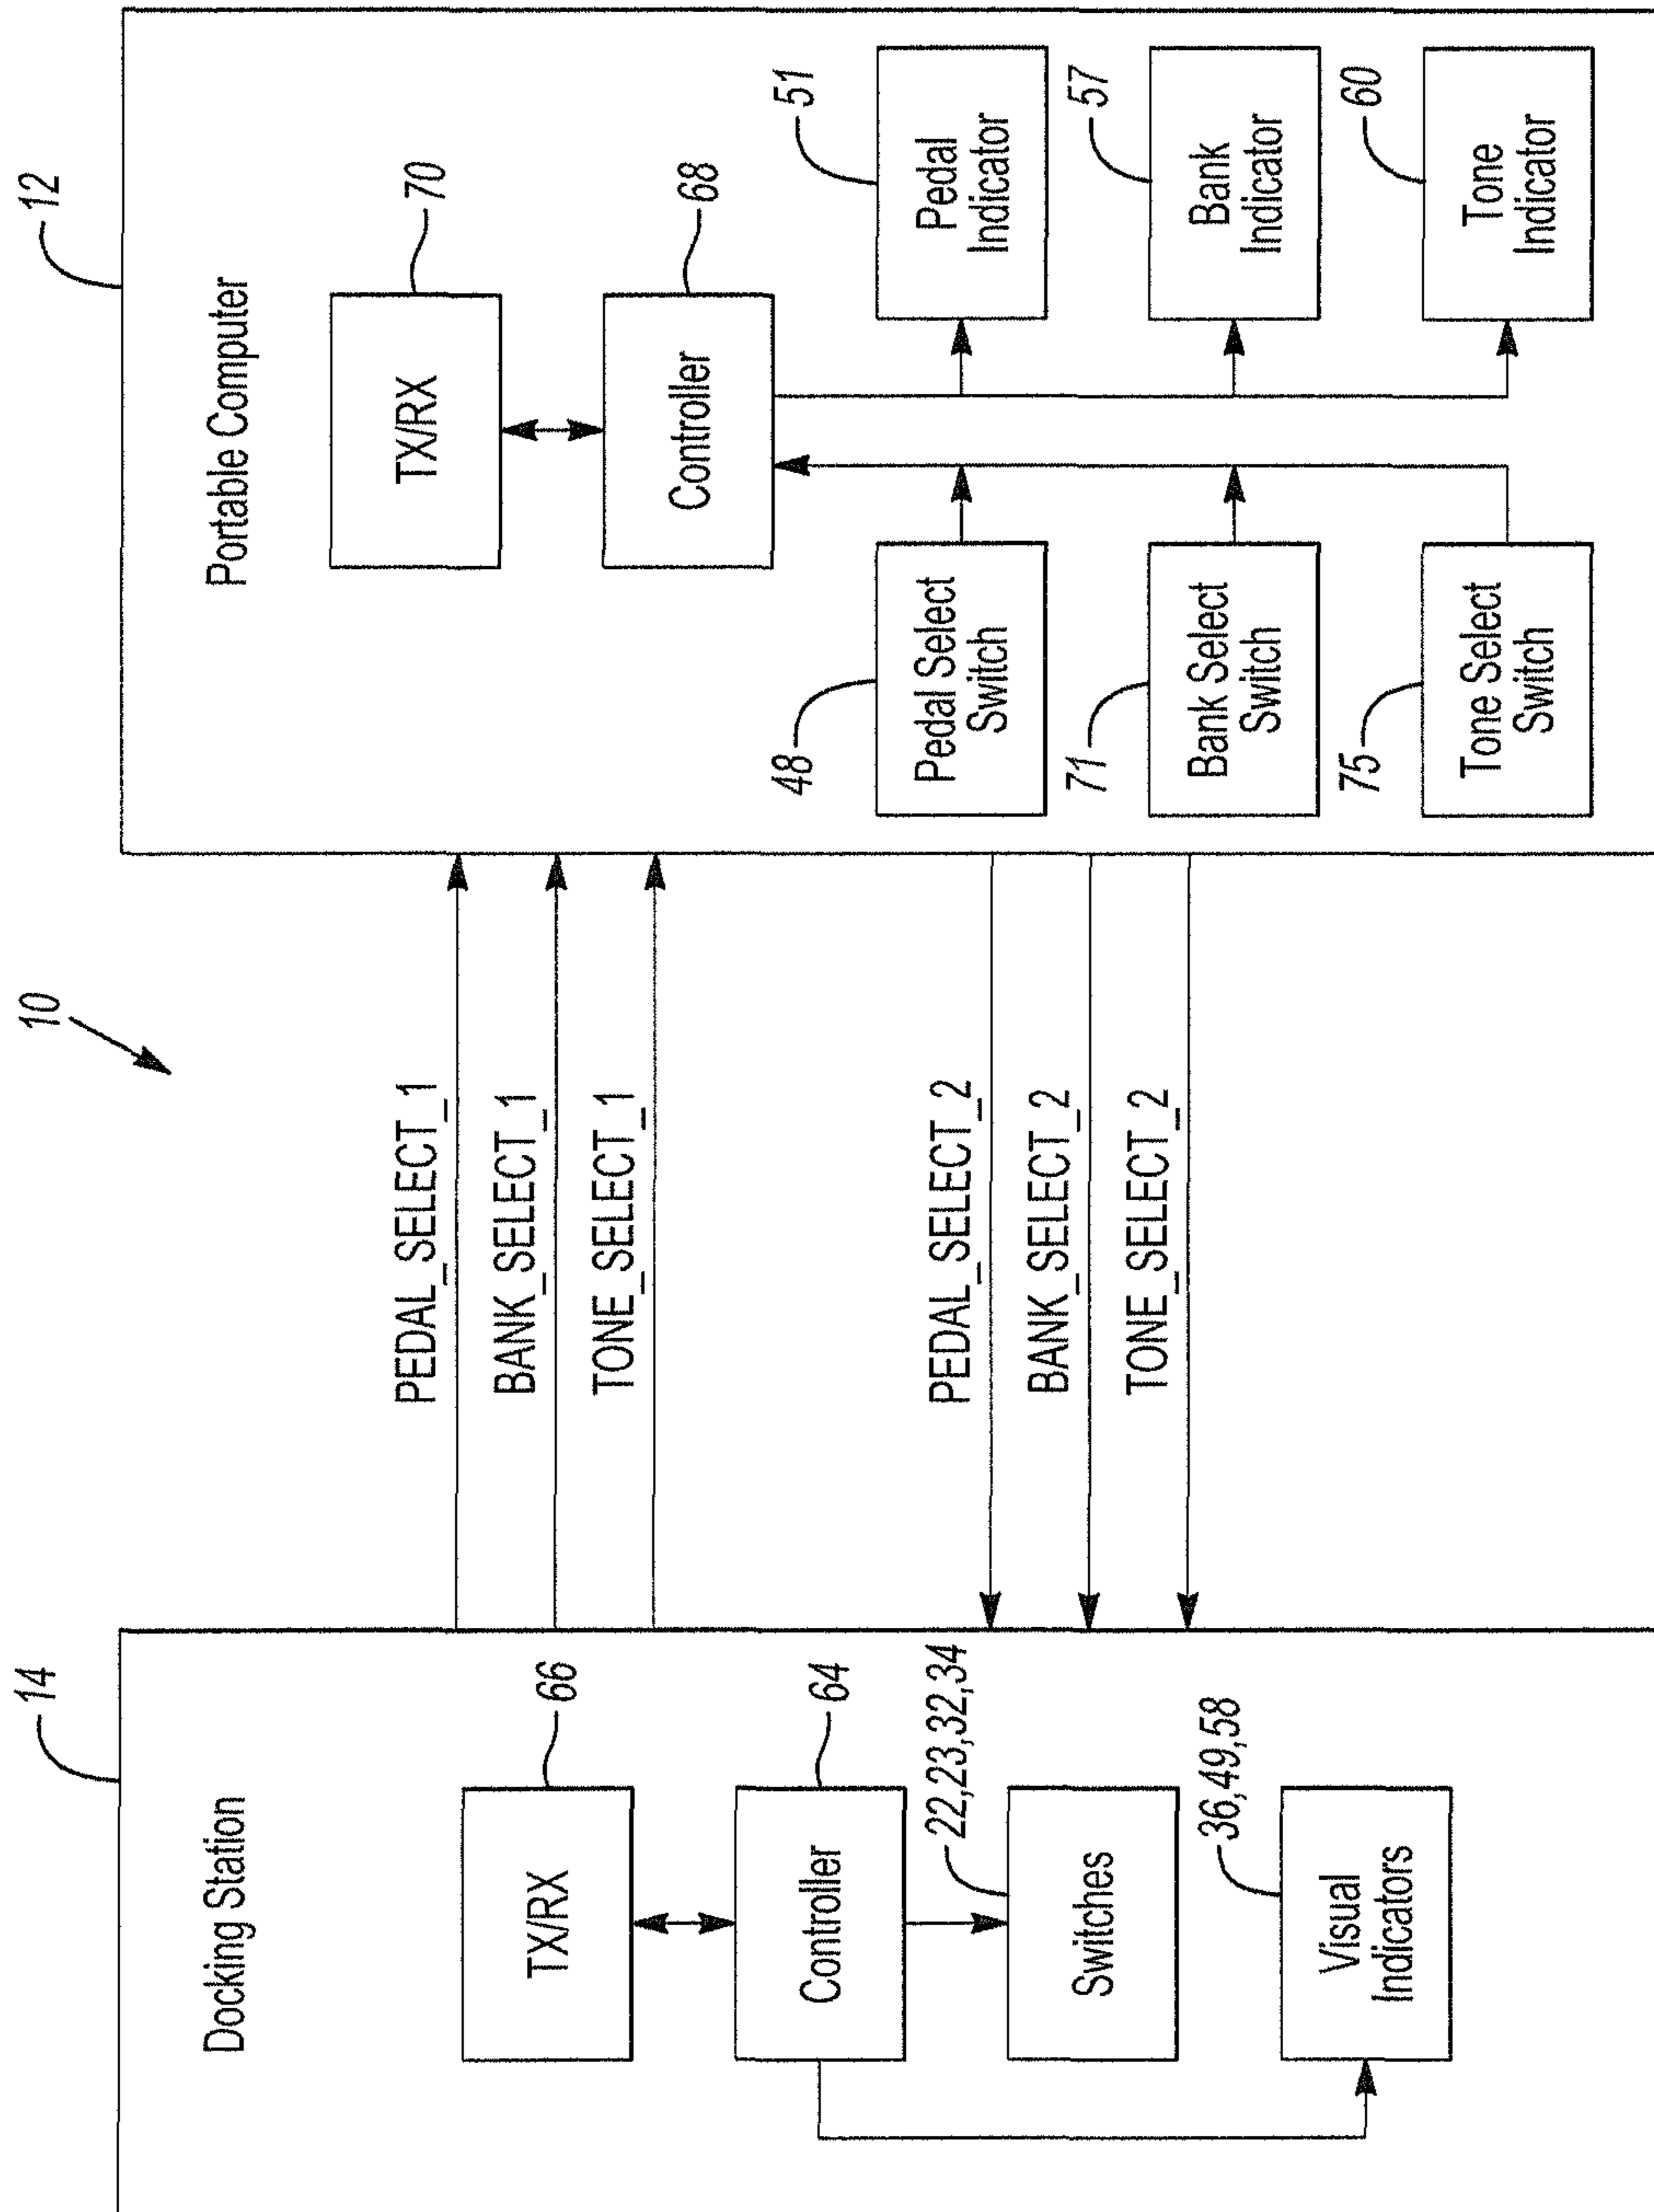 10
14
Docking Station
TX/RX
66
Controller
64
Switches
22,23,32,34
Visual
Indicators
36,49,58
PEDAL_SELECT_1
BANK_SELECT_1
TONE_SELECT_1
PEDAL_SELECT_2
BANK_SELECT_2
TONE_SELECT_2
12
Portable Computer
TX/RX
70
Controller
68
48
Pedal Select
Switch
Pedal
Indicator
51
71
Bank Select
Switch
Bank
Indicator
57
75
Tone Select
Switch
Tone
Indicator
60